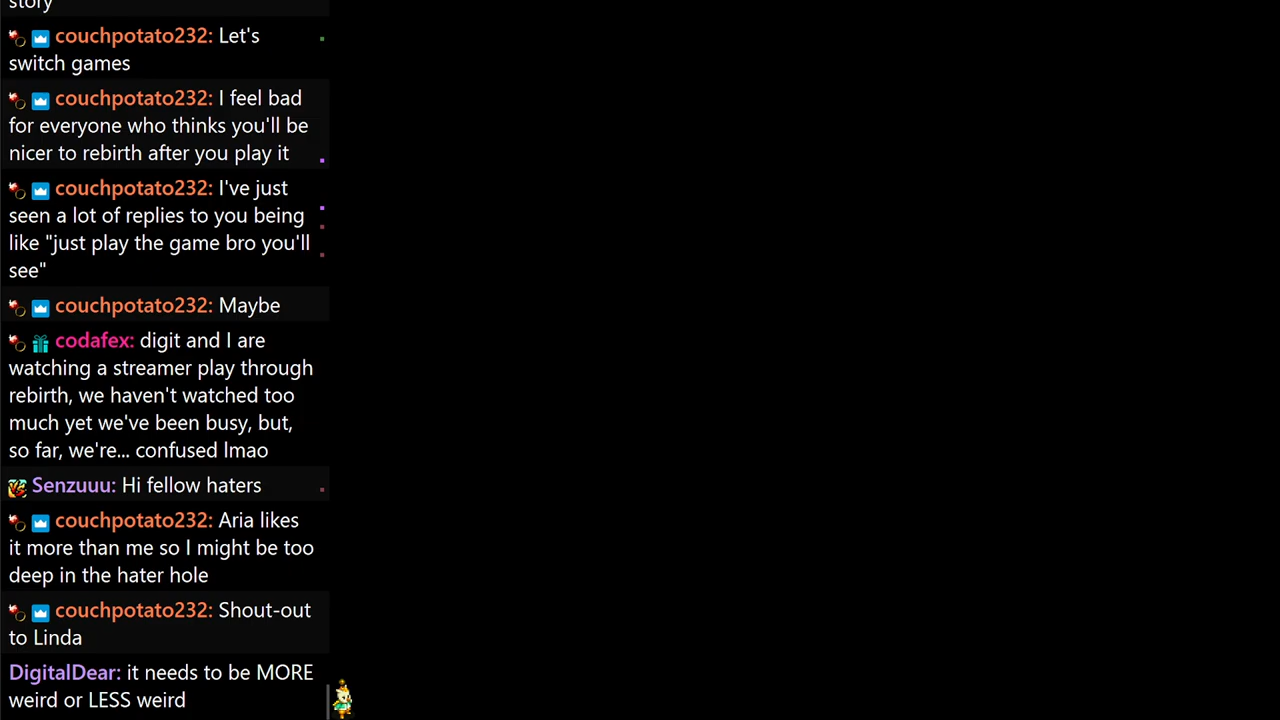 story
couchpotato232: Let's
switch games
couchpotato232: I feel bad
for everyone who thinks you'll be
nicer to rebirth after you play it
couchpotato232: I've just
seen a lot of replies to you being
like "just play the game bro you'll
see"
couchpotato232: Maybe
codafex: digit and I are
watching a streamer play through
rebirth, we haven't watched too
much yet we've been busy, but,
so far, we're... confused lmao
Senzuuu: Hi fellow haters
couchpotato232: Aria likes
it more than me so I might be too
deep in the hater hole
couchpotato232: Shout-out
to Linda
DigitalDear: it needs to be MORE
weird or LESS weird